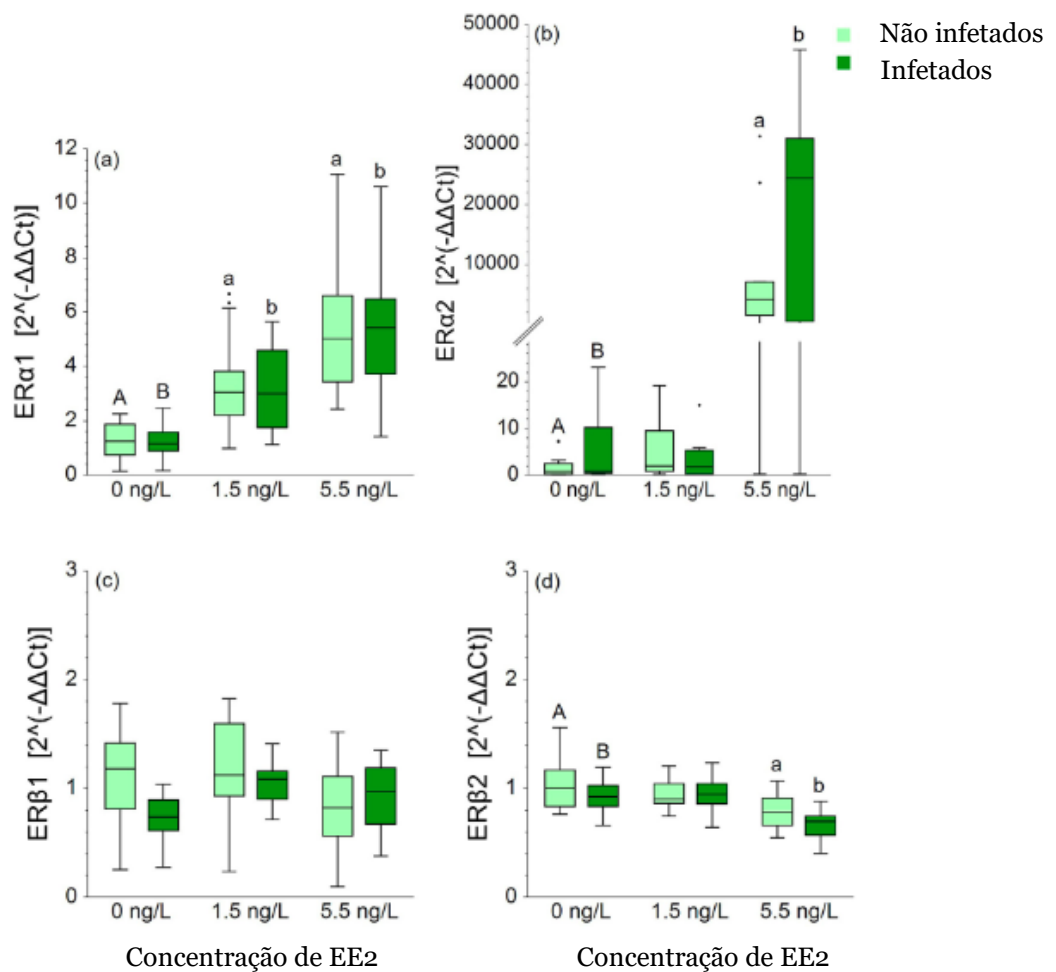 Não infetados
Infetados
(a)
ERα1 [2^(-ΔΔCt)]
12
10
8
6
4
2
0
A
B
a
b
a
b
0 ng/L
1.5 ng/L
5.5 ng/L
(b)
ERα2 [2^(-ΔΔCt)]
50000
40000
30000
20000
10000
20
10
0
A
B
a
b
0 ng/L
1.5 ng/L
5.5 ng/L
(c)
ERβ1 [2^(-ΔΔCt)]
3
2
1
0
0 ng/L
1.5 ng/L
5.5 ng/L
Concentração de EE2
(d)
ERβ2 [2^(-ΔΔCt)]
3
2
1
0
A
B
a
b
0 ng/L
1.5 ng/L
5.5 ng/L
Concentração de EE2